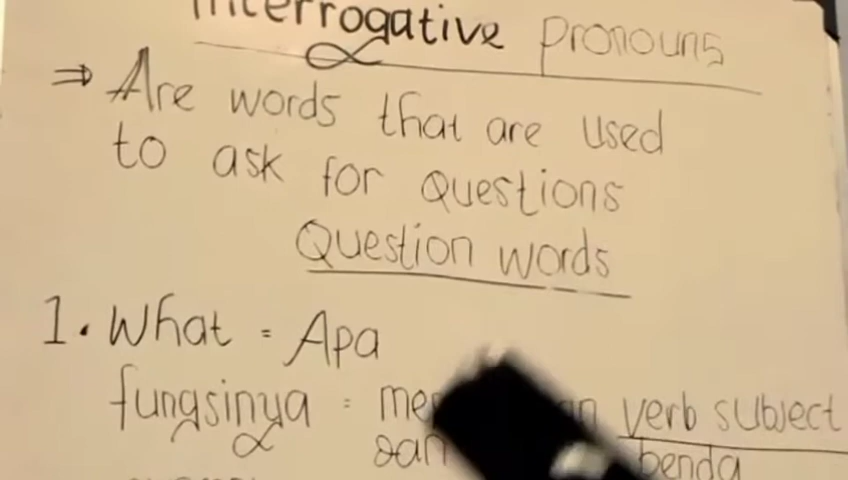 Interrogative Pronouns
⇒ Are words that are used
to ask for Questions
Question words
1. What = Apa
fungsinya = verb subject
dan benda